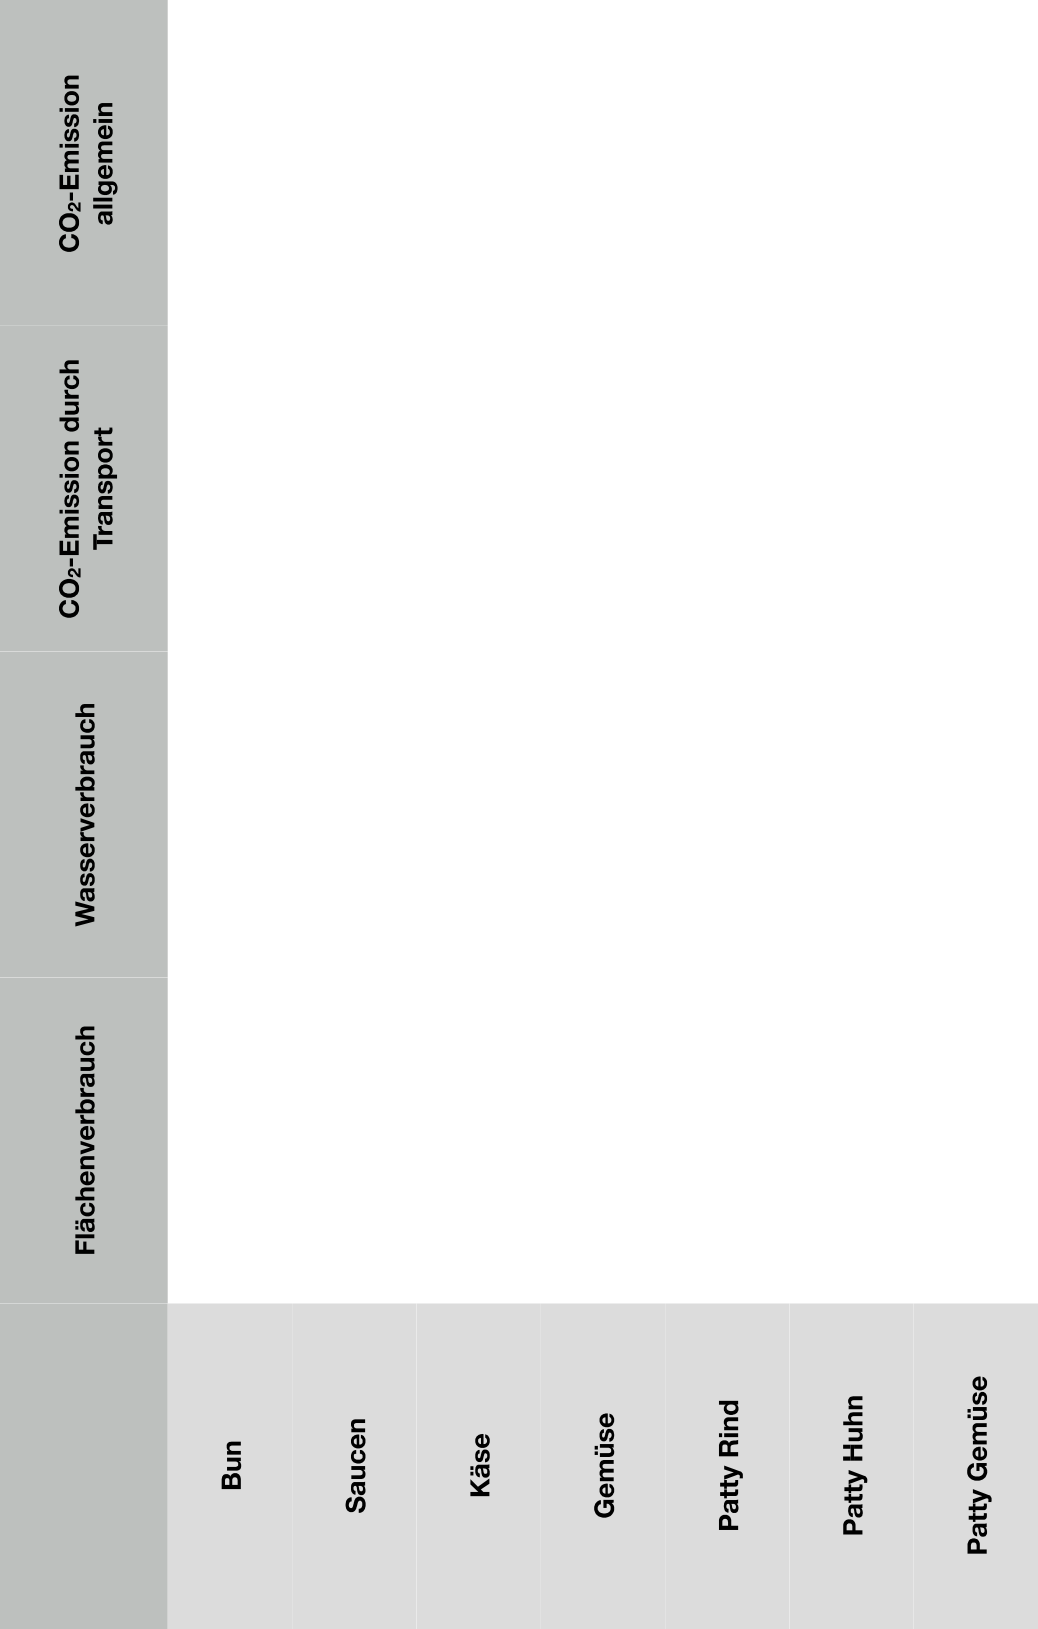 Flächenverbrauch
Wasserverbrauch
CO₂-Emission durch
Transport
CO₂-Emission
allgemein
Bun
Saucen
Käse
Gemüse
Patty Rind
Patty Huhn
Patty Gemüse